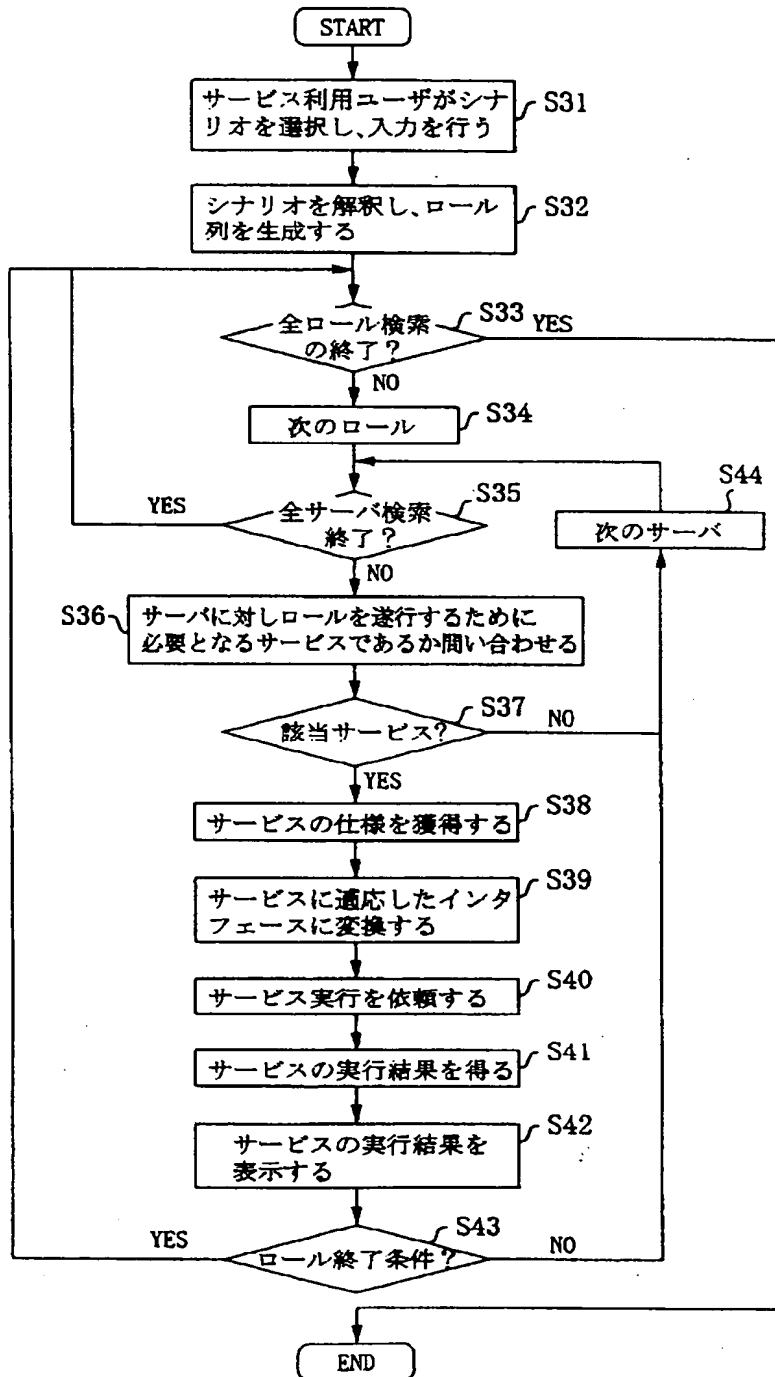 START
サービス利用ユーザがシナ
リオを選択し、入力を行う
S31
シナリオを解釈し、ロール
列を生成する
S32
全ロール検索
の終了?
S33
YES
NO
次のロール
S34
全サーバ検索
終了?
S35
YES
NO
S44
次のサーバ
S36
サーバに対しロールを遂行するために
必要となるサービスであるか問い合わせる
該当サービス?
S37
NO
YES
サービスの仕様を獲得する
S38
サービスに適応したインタ
フェースに変換する
S39
サービス実行を依頼する
S40
サービスの実行結果を得る
S41
サービスの実行結果を
表示する
S42
ロール終了条件?
S43
YES
NO
END